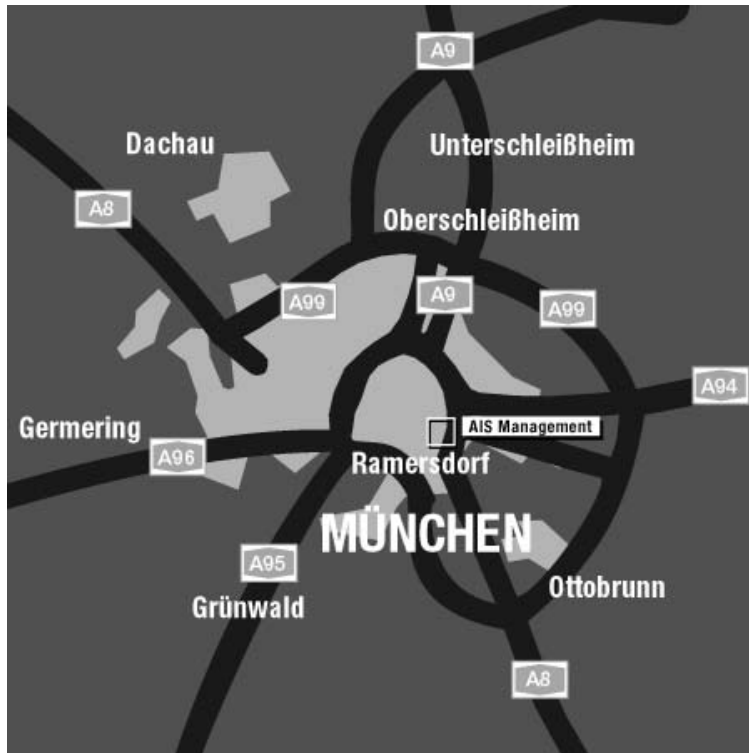 A9
Dachau
Unterschleißheim
A8
Oberschleißheim
A99
A9
A99
A94
Germering
AIS Management
A96
Ramersdorf
MÜNCHEN
A95
Ottobrunn
Grünwald
A8